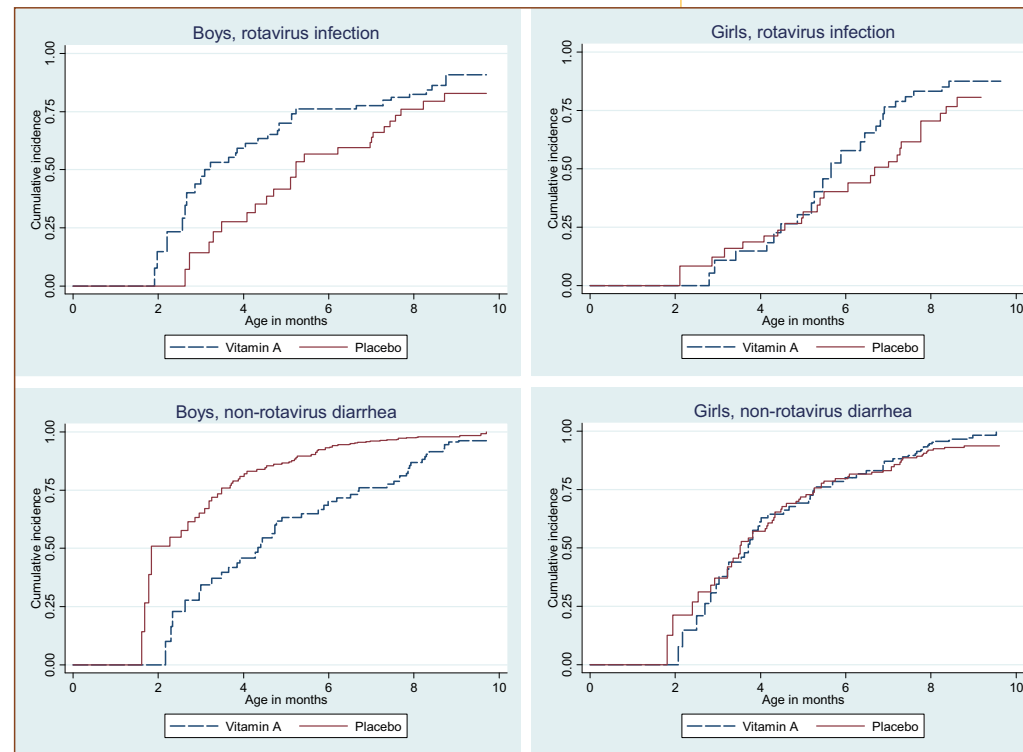 Boys, rotavirus infection
Cumulative incidence
0.00 0.25 0.50 0.75 1.00
0 2 4 6 8 10
Age in months
Vitamin A Placebo
Girls, rotavirus infection
Cumulative incidence
0.00 0.25 0.50 0.75 1.00
0 2 4 6 8 10
Age in months
Vitamin A Placebo
Boys, non-rotavirus diarrhea
Cumulative incidence
0.00 0.25 0.50 0.75 1.00
0 2 4 6 8 10
Age in months
Vitamin A Placebo
Girls, non-rotavirus diarrhea
Cumulative incidence
0.00 0.25 0.50 0.75 1.00
0 2 4 6 8 10
Age in months
Vitamin A Placebo